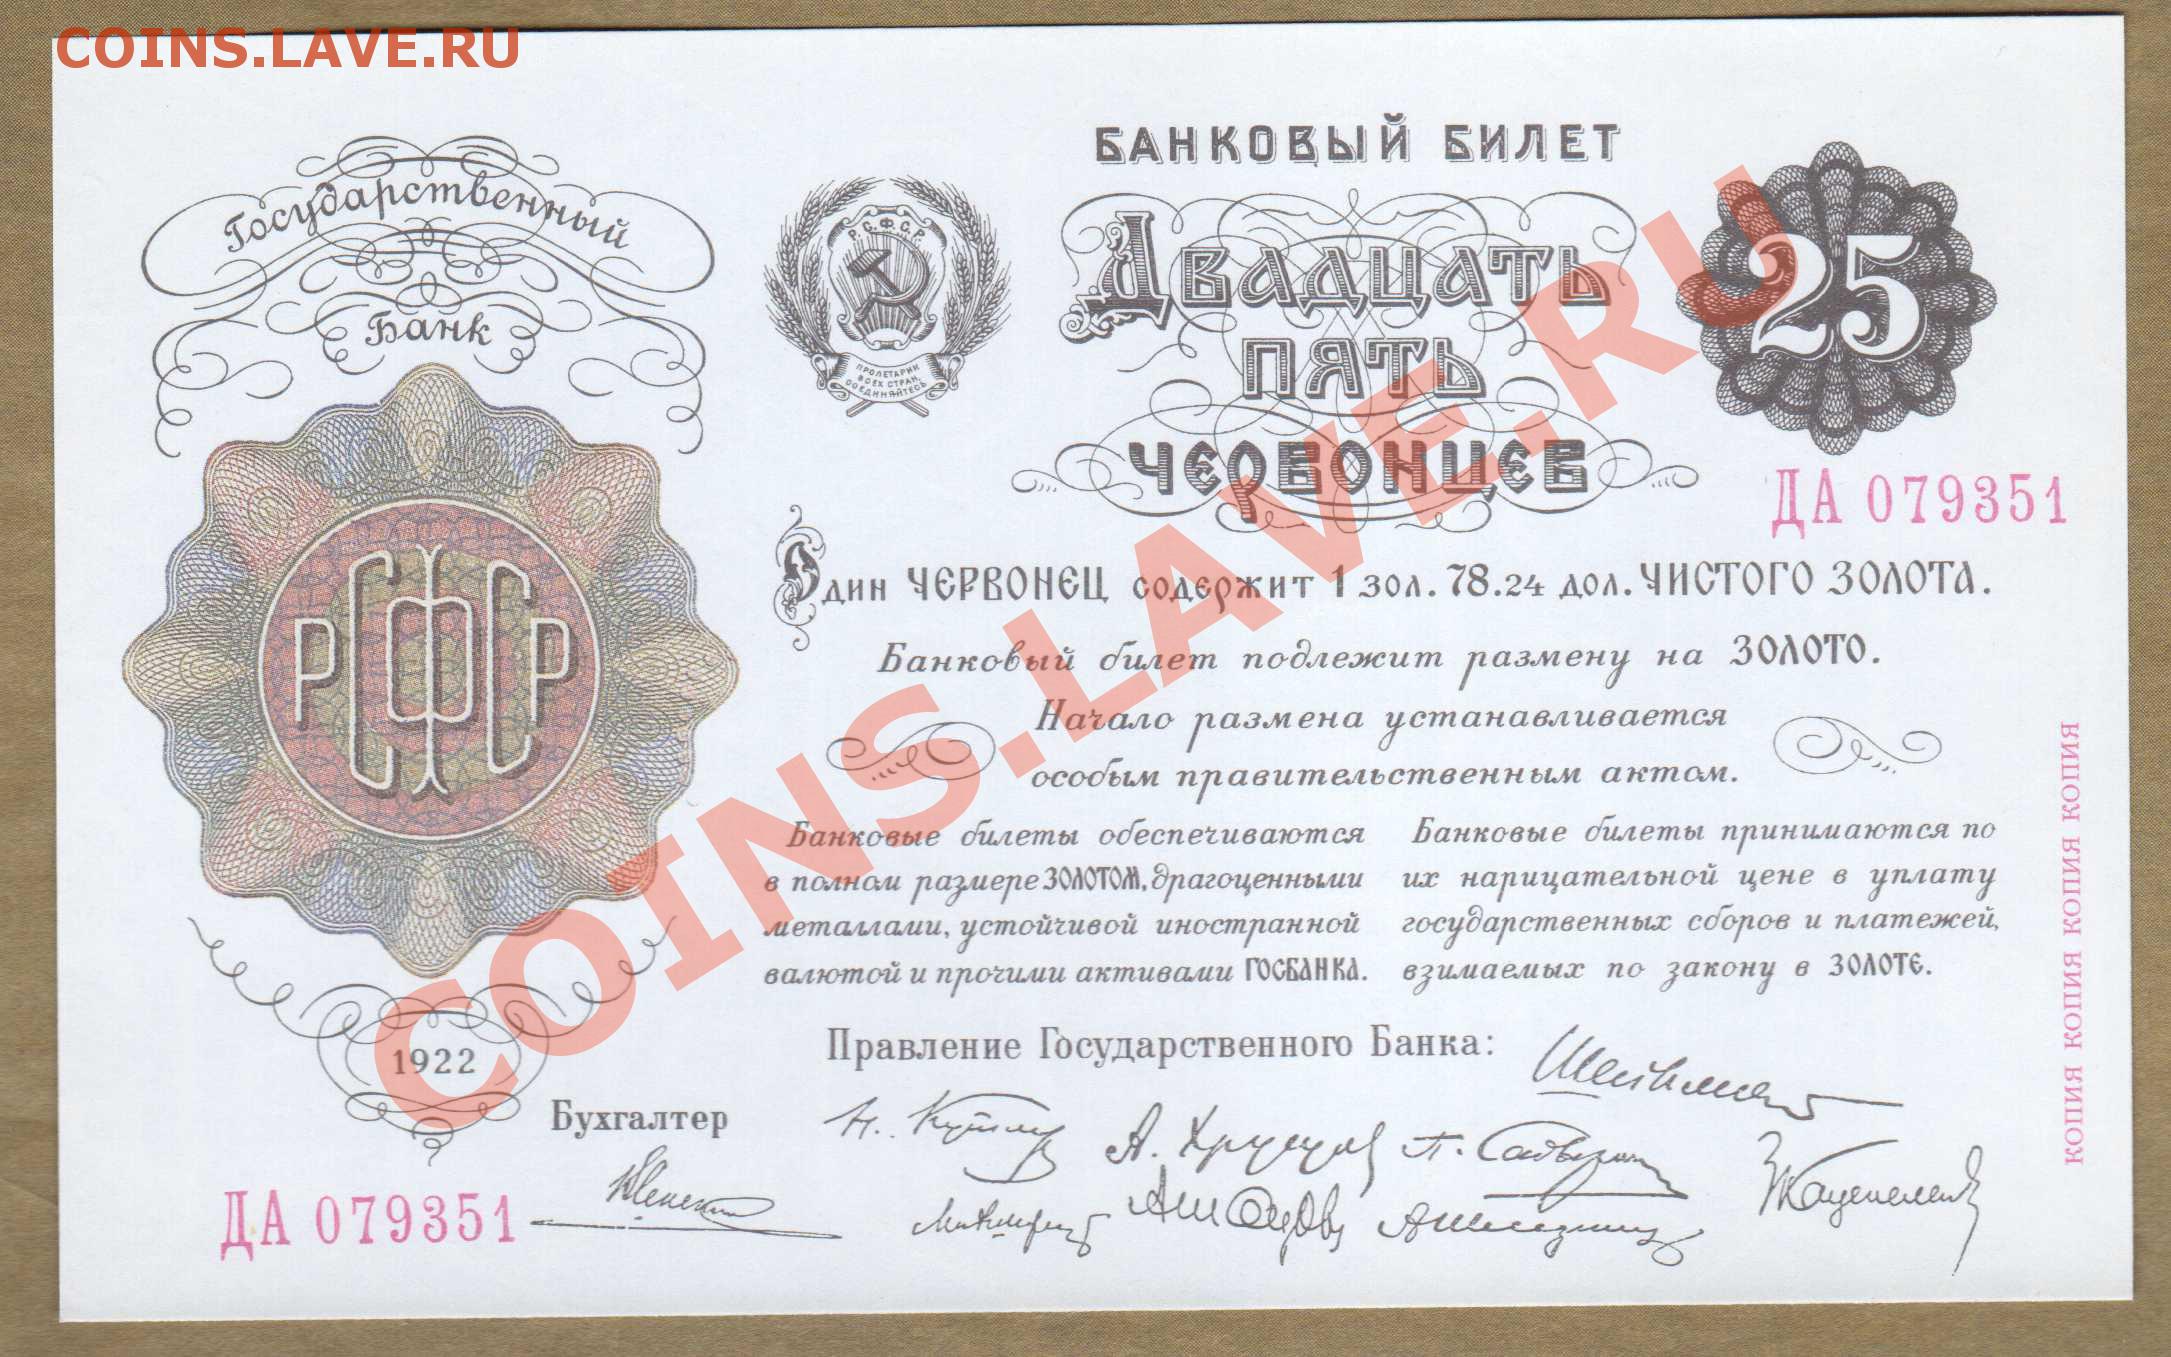 COINS.LAVE.RU
Государственный
Банк
РСФСР
1922
Р.С.Ф.С.Р.
ПРОЛЕТАРИИ
ВСЕХ СТРАН,
СОЕДИНЯЙТЕСЬ
БАНКОВЫЙ БИЛЕТ
Двадцать
пять
червонцев
25
ДА 079351
Один ЧЕРВОНЕЦ содержит 1 зол. 78.24 дол. ЧИСТОГО ЗОЛОТА.
Банковый билет подлежит размену на ЗОЛОТО.
Начало размена устанавливается
особым правительственным актом.
Банковые билеты обеспечиваются
в полном размере ЗОЛОТОМ, драгоценными
металлами, устойчивой иностранной
валютой и прочими активами ГОСБАНКА.
Банковые билеты принимаются по
их нарицательной цене в уплату
государственных сборов и платежей,
взимаемых по закону в ЗОЛОТЕ.
Правление Государственного Банка:
Бухгалтер
ДА 079351
КОПИЯ КОПИЯ КОПИЯ КОПИЯ КОПИЯ
COINS.LAVE.RU